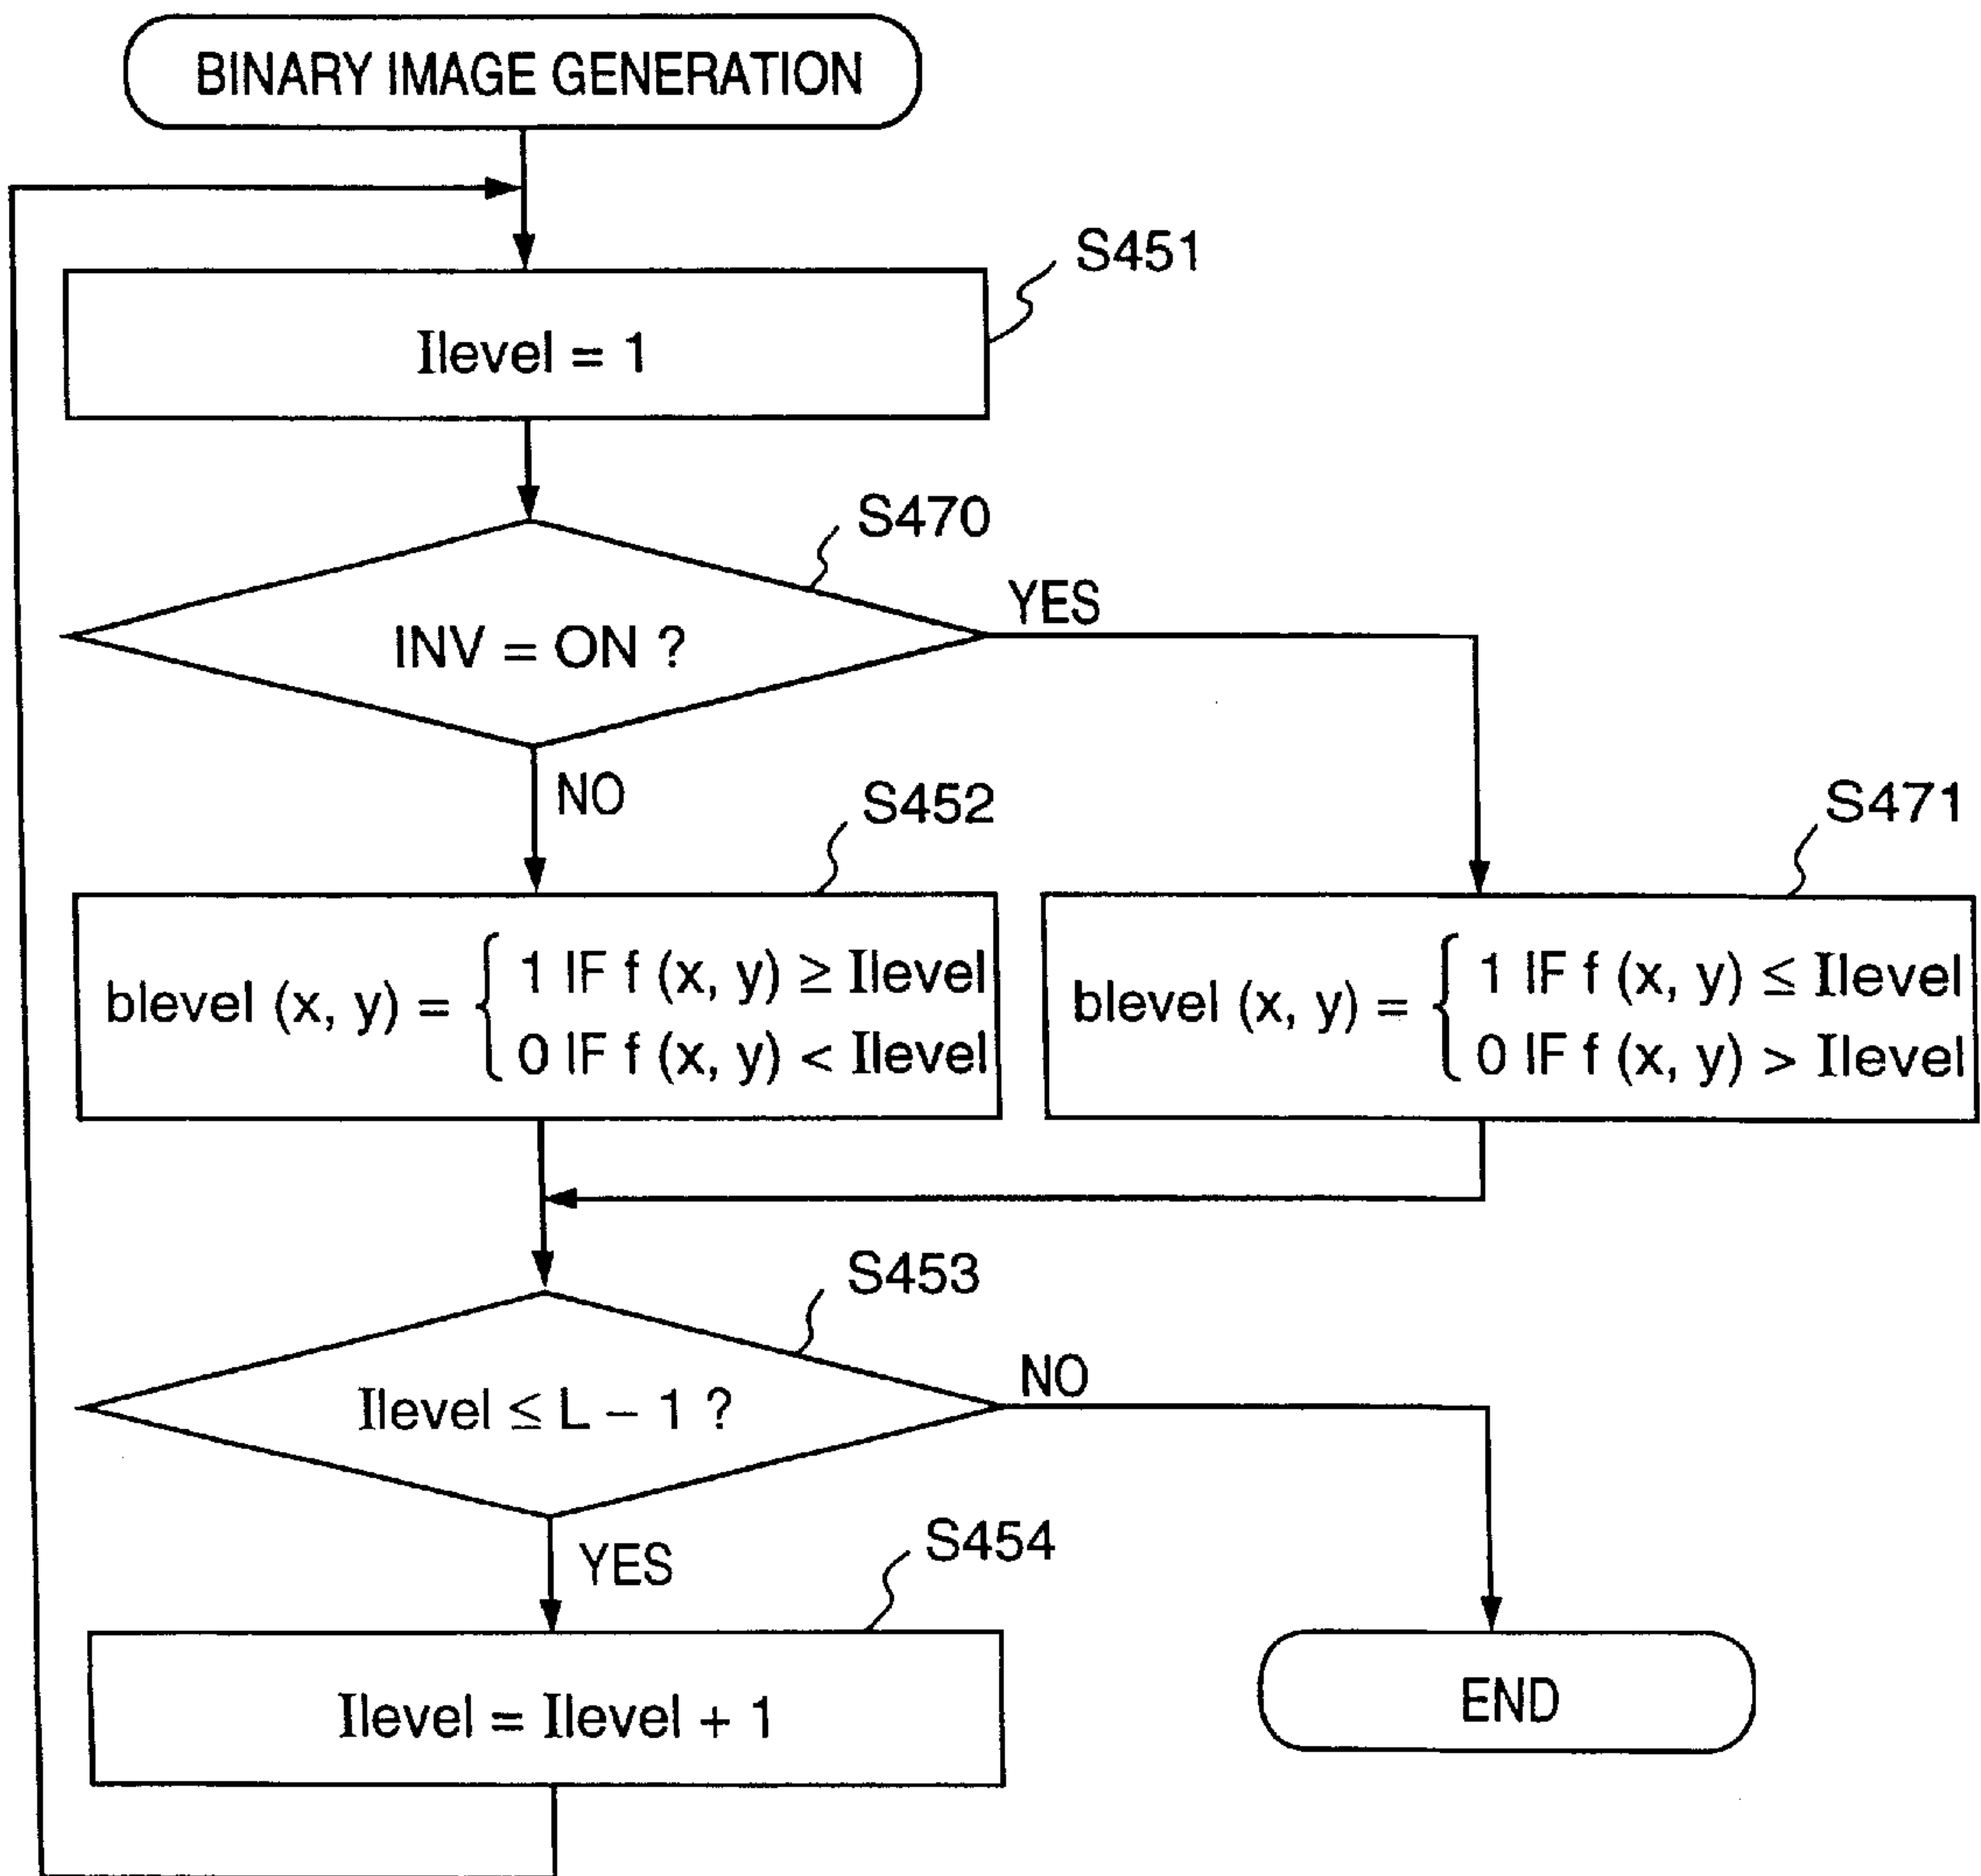 BINARY IMAGE GENERATION
S451
Ilevel = 1
S470
INV = ON ?
YES
NO
S452
blevel (x, y) = { 1 IF f (x, y) ≥ Ilevel
0 IF f (x, y) < Ilevel
S471
blevel (x, y) = { 1 IF f (x, y) ≤ Ilevel
0 IF f (x, y) > Ilevel
S453
Ilevel ≤ L – 1 ?
NO
YES
S454
Ilevel = Ilevel + 1
END